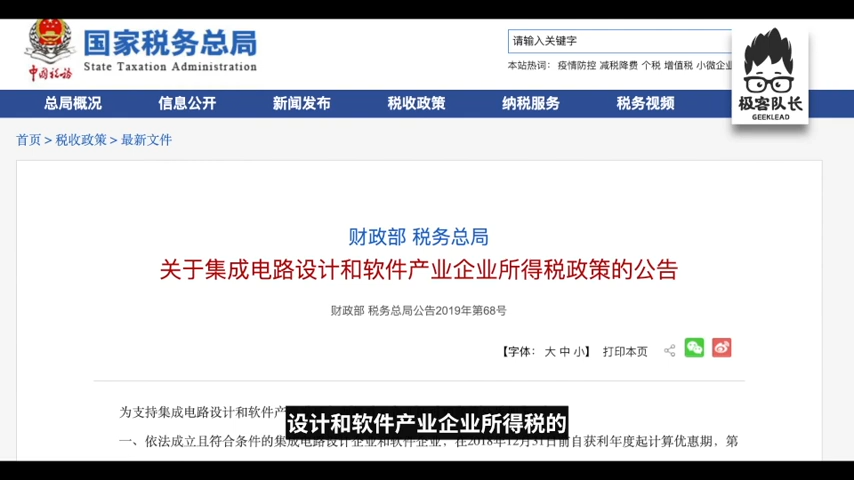 国家税务总局
State Taxation Administration
中国税务
请输入关键字
本站热词： 疫情防控 减税降费 个税 增值税 小微企业
极客队长
GEEKLEAD
总局概况 信息公开 新闻发布 税收政策 纳税服务 税务视频
首页 > 税收政策 > 最新文件
财政部 税务总局
关于集成电路设计和软件产业企业所得税政策的公告
财政部 税务总局公告2019年第68号
【字体： 大 中 小】 打印本页
为支持集成电路设计和软件产
设计和软件产业企业所得税的
一、依法成立且符合条件的集成电路设计企业和软件企业，在2018年12月31日前自获利年度起计算优惠期，第